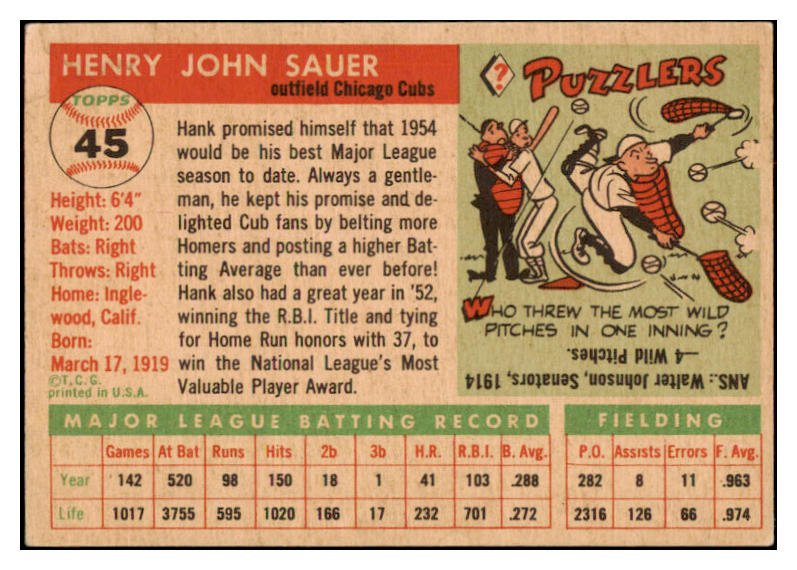 HENRY JOHN SAUER
outfield Chicago Cubs
TOPPS
45
Height: 6'4"
Weight: 200
Bats: Right
Throws: Right
Home: Ingle-
wood, Calif.
Born:
March 17, 1919
©T.C.G.
printed in U.S.A.
Hank promised himself that 1954
would be his best Major League
season to date. Always a gentle-
man, he kept his promise and de-
lighted Cub fans by belting more
Homers and posting a higher Bat-
ting Average than ever before!
Hank also had a great year in '52,
winning the R.B.I. Title and tying
for Home Run honors with 37, to
win the National League's Most
Valuable Player Award.
?
PUZZLERS
WHO THREW THE MOST WILD
PITCHES IN ONE INNING?
ANS.: Walter Johnson, Senators, 1914
—4 Wild Pitches.
MAJOR LEAGUE BATTING RECORD
Games At Bat Runs Hits 2b 3b H.R. R.B.I. B. Avg.
Year 142 520 98 150 18 1 41 103 .288
Life 1017 3755 595 1020 166 17 232 701 .272
FIELDING
P.O. Assists Errors F. Avg.
282 8 11 .963
2316 126 66 .974